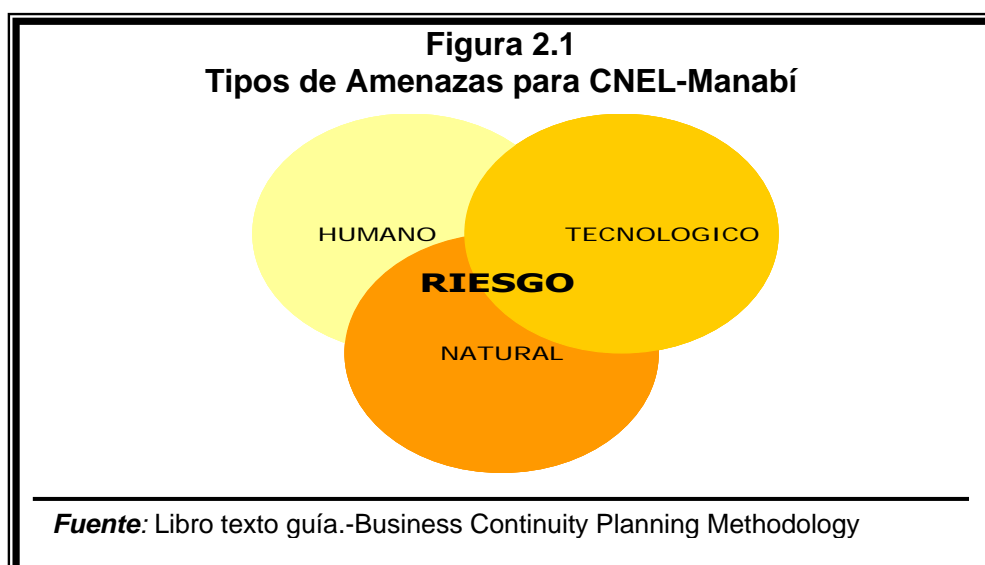 Figura 2.1
Tipos de Amenazas para CNEL-Manabí
HUMANO
TECNOLOGICO
RIESGO
NATURAL
Fuente: Libro texto guía.-Business Continuity Planning Methodology